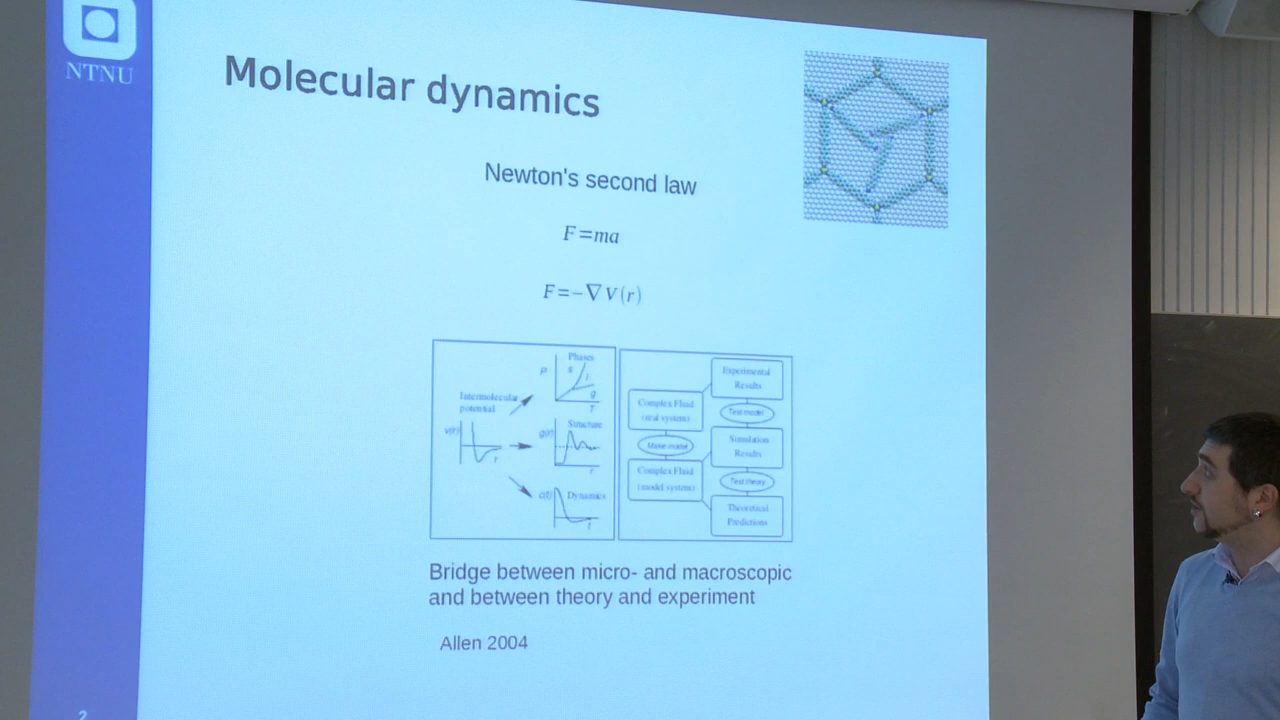 NTNU
Molecular dynamics
Newton's second law
F=ma
F=−∇V(r)
Phases
P
s
l
g
T
Intermolecular
potential
v(r)
r
Structure
g(r)
r
c(t)
Dynamics
t
Experimental
Results
Complex Fluid
(real system)
Test model
Make model
Simulation
Results
Complex Fluid
(model system)
Test theory
Theoretical
Predictions
Bridge between micro- and macroscopic
and between theory and experiment
Allen 2004
2